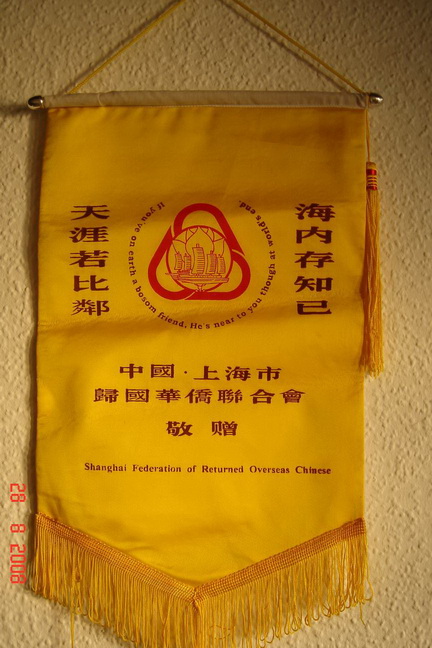 海内存知己
天涯若比鄰
If you've on earth a bosom friend, He's near to you though at world's end.
中國·上海市
歸國華僑聯合會
敬贈
Shanghai Federation of Returned Overseas Chinese
28 8 2008